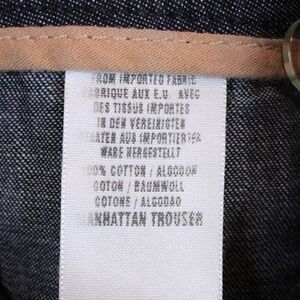 FROM IMPORTED FABRIC
FABRIQUE AUX E.U. AVEC
DES TISSUS IMPORTES
IN DEN VEREINIGTEN
STAATEN AUS IMPORTIERTER
WARE HERGESTELLT
100% COTTON / ALGODON
COTON / BAUMWOLL
COTONE / ALGODAO
MANHATTAN TROUSER